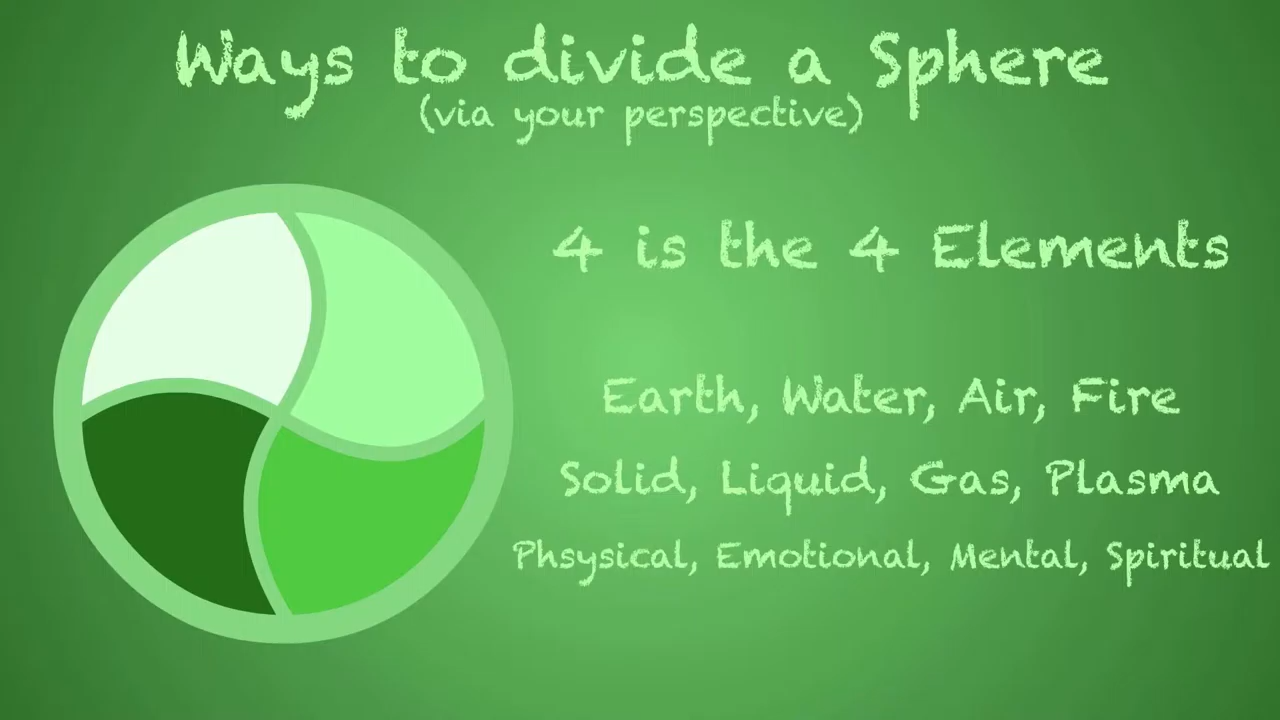 Ways to divide a Sphere
(via your perspective)
4 is the 4 Elements
Earth, Water, Air, Fire
Solid, Liquid, Gas, Plasma
Phsysical, Emotional, Mental, Spiritual